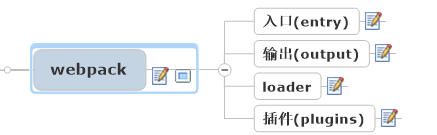 webpack
入口(entry)
输出(output)
loader
插件(plugins)